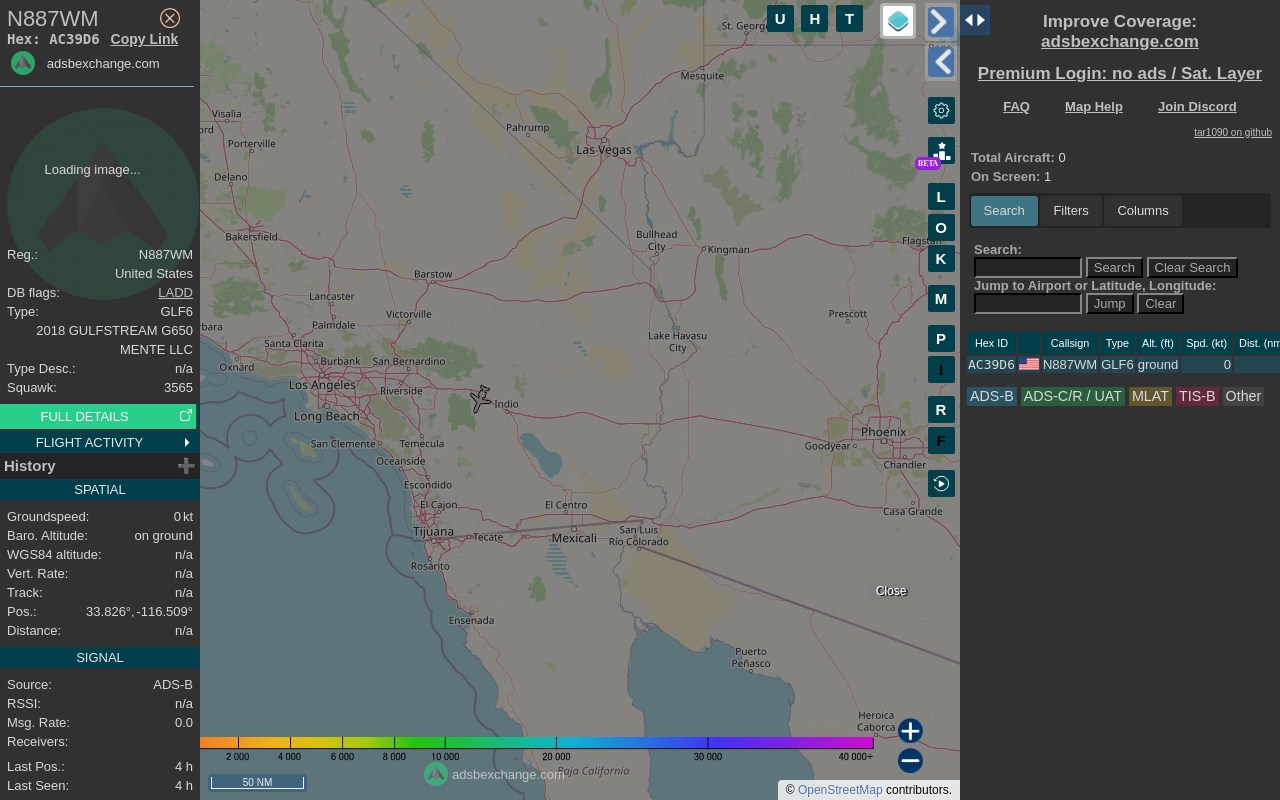 N887WM
Hex: AC39D6 Copy Link
adsbexchange.com
Loading image...
Reg.: N887WM
United States
DB flags: LADD
Type: GLF6
2018 GULFSTREAM G650
MENTE LLC
Type Desc.: n/a
Squawk: 3565
FULL DETAILS
FLIGHT ACTIVITY
History
SPATIAL
Groundspeed: 0 kt
Baro. Altitude: on ground
WGS84 altitude: n/a
Vert. Rate: n/a
Track: n/a
Pos.: 33.826°, -116.509°
Distance: n/a
SIGNAL
Source: ADS-B
RSSI: n/a
Msg. Rate: 0.0
Receivers:
Last Pos.: 4 h
Last Seen: 4 h
U H T
St. George
Mesquite
Visalia
Porterville
Delano
Bakersfield
Pahrump
Las Vegas
Bullhead
City
Kingman
Barstow
Lancaster
Palmdale
Victorville
Santa Clarita
Oxnard
Burbank
San Bernardino
Los Angeles
Riverside
Long Beach
Indio
San Clemente
Temecula
Oceanside
Escondido
El Cajon
El Centro
Tijuana
Tecate
Mexicali
San Luis
Río Colorado
Rosarito
Ensenada
Lake Havasu
City
Prescott
Phoenix
Goodyear
Chandler
Casa Grande
Puerto
Peñasco
Heroica
Caborca
Baja California
BETA
L
O
K
M
P
I
R
F
Close
2 000 4 000 6 000 8 000 10 000 20 000 30 000 40 000+
adsbexchange.com
50 NM
© OpenStreetMap contributors.
Improve Coverage:
adsbexchange.com
Premium Login: no ads / Sat. Layer
FAQ Map Help Join Discord
tar1090 on github
Total Aircraft: 0
On Screen: 1
Search Filters Columns
Search:
Search Clear Search
Jump to Airport or Latitude, Longitude:
Jump Clear
Hex ID Callsign Type Alt. (ft) Spd. (kt) Dist. (nm
AC39D6 N887WM GLF6 ground 0
ADS-B ADS-C/R / UAT MLAT TIS-B Other